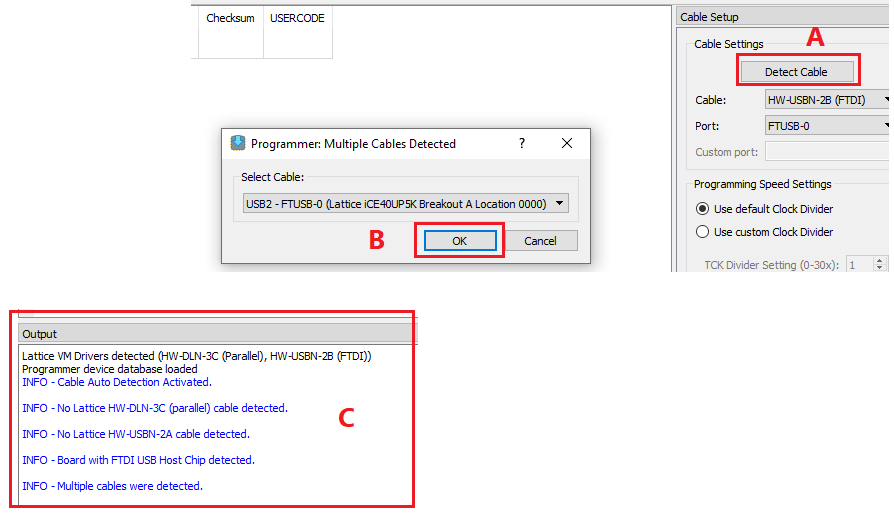 Checksum USERCODE
Cable Setup
A
Cable Settings
Detect Cable
Cable: HW-USBN-2B (FTDI)
Port: FTUSB-0
Custom port:
Programming Speed Settings
Use default Clock Divider
Use custom Clock Divider
TCK Divider Setting (0-30x): 1
Programmer: Multiple Cables Detected ?
Select Cable:
USB2 - FTUSB-0 (Lattice iCE40UP5K Breakout A Location 0000)
B
OK Cancel
Output
Lattice VM Drivers detected (HW-DLN-3C (Parallel), HW-USBN-2B (FTDI))
Programmer device database loaded
INFO - Cable Auto Detection Activated.
INFO - No Lattice HW-DLN-3C (parallel) cable detected.
C
INFO - No Lattice HW-USBN-2A cable detected.
INFO - Board with FTDI USB Host Chip detected.
INFO - Multiple cables were detected.